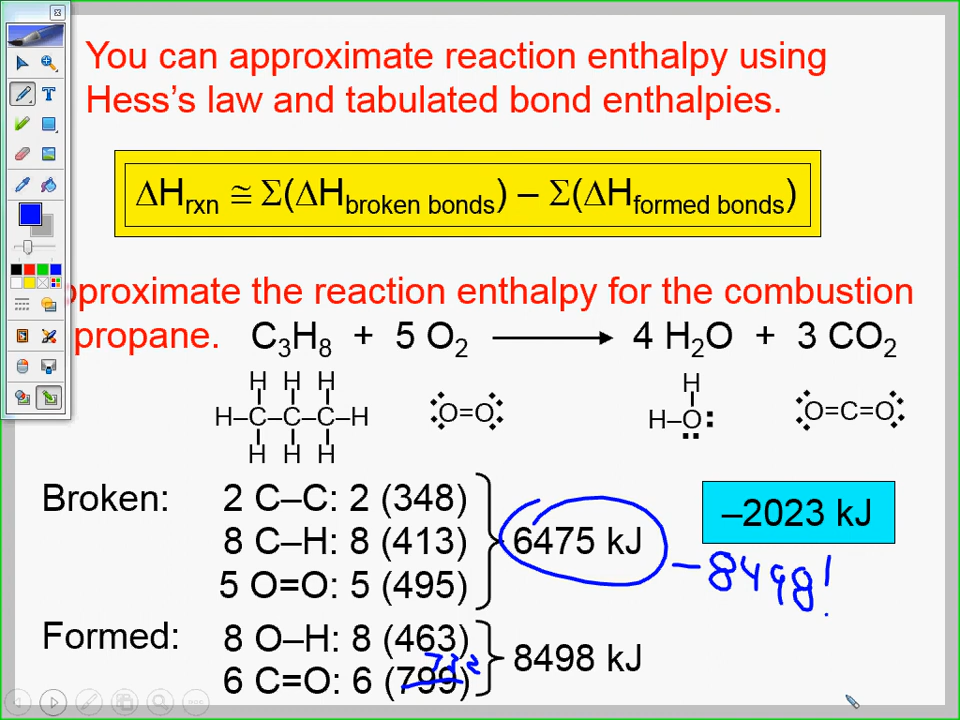 You can approximate reaction enthalpy using
Hess's law and tabulated bond enthalpies.
ΔHrxn ≅ Σ(ΔHbroken bonds) – Σ(ΔHformed bonds)
pproximate the reaction enthalpy for the combustion
propane. C3H8 + 5 O2 4 H2O + 3 CO2
H H H H
H–C–C–C–H O=O H–O O=C=O
H H H
Broken: 2 C–C: 2 (348)
8 C–H: 8 (413) 6475 kJ –2023 kJ
5 O=O: 5 (495) – 8498!
Formed: 8 O–H: 8 (463) 8498 kJ
6 C=O: 6 (799)